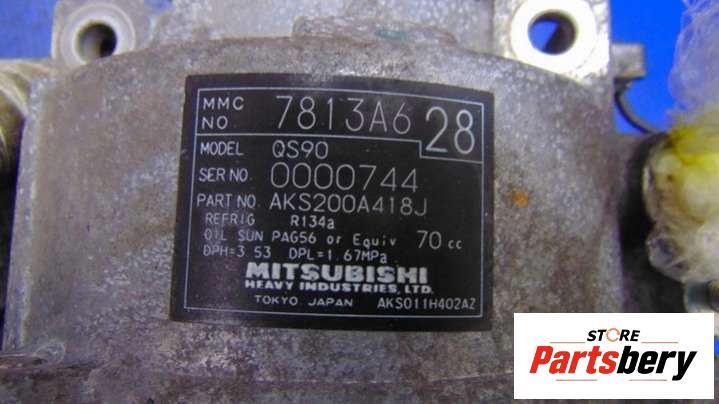 MMC NO. 7813A6 28
MODEL QS90
SER NO. 0000744
PART NO. AKS200A418J
REFRIG R134a
OIL SUN PAG56 or Equiv 70 cc
DPH=3.53 DPL=1.67MPa
MITSUBISHI
HEAVY INDUSTRIES, LTD.
TOKYO JAPAN AKS011H402AZ
STORE
Partsbery